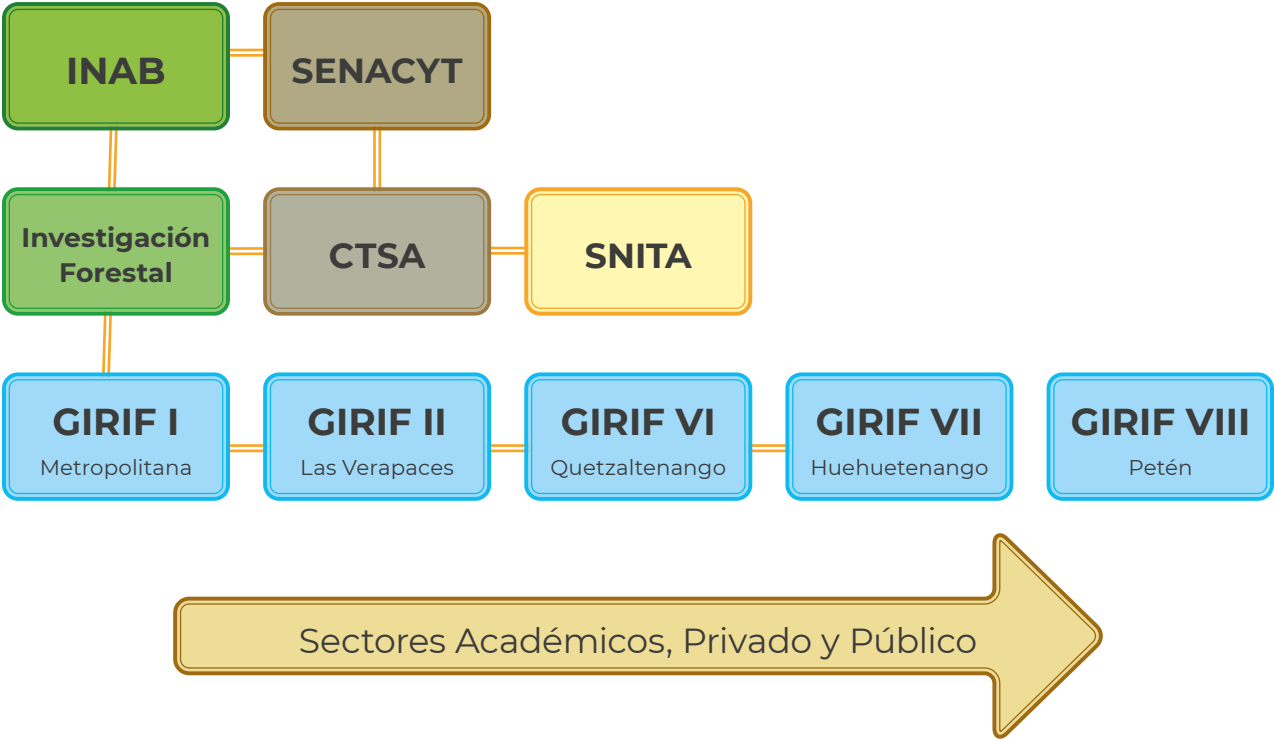 INAB
SENACYT
Investigación
Forestal
CTSA
SNITA
GIRIF I
Metropolitana
GIRIF II
Las Verapaces
GIRIF VI
Quetzaltenango
GIRIF VII
Huehuetenango
GIRIF VIII
Petén
Sectores Académicos, Privado y Público